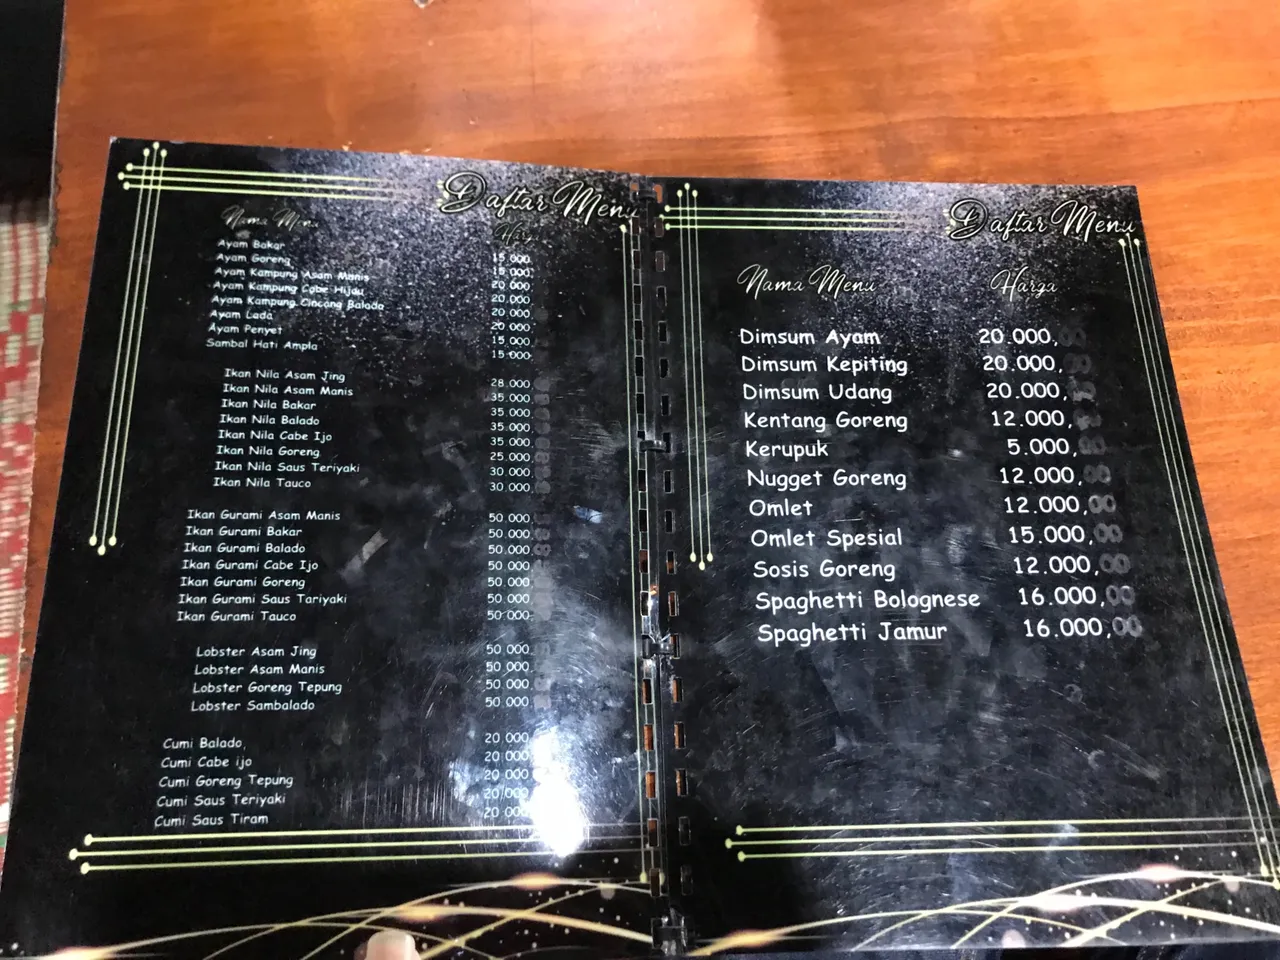 Daftar Menu
Nama Menu Harga
Ayam Bakar 15.000,
Ayam Goreng 15.000,
Ayam Kampung Asam Manis 20.000,
Ayam Kampung Cabe Hijau 20.000,
Ayam Kampung Cincang Balado 20.000,
Ayam Lada 20.000,
Ayam Penyet 15.000,
Sambal Hati Ampla 15.000,
Ikan Nila Asam Jing 28.000,
Ikan Nila Asam Manis 35.000,
Ikan Nila Bakar 35.000,
Ikan Nila Balado 35.000,
Ikan Nila Cabe Ijo 35.000,
Ikan Nila Goreng 25.000,
Ikan Nila Saus Teriyaki 30.000,
Ikan Nila Tauco 30.000,
Ikan Gurami Asam Manis 50.000,
Ikan Gurami Bakar 50.000,
Ikan Gurami Balado 50.000,
Ikan Gurami Cabe Ijo 50.000,
Ikan Gurami Goreng 50.000,
Ikan Gurami Saus Tariyaki 50.000,
Ikan Gurami Tauco 50.000,
Lobster Asam Jing 50.000,
Lobster Asam Manis 50.000,
Lobster Goreng Tepung 50.000,
Lobster Sambalado 50.000,
Cumi Balado, 20.000,
Cumi Cabe ijo 20.000,
Cumi Goreng Tepung 20.000,
Cumi Saus Teriyaki 20.000,
Cumi Saus Tiram 20.000,
Daftar Menu
Nama Menu Harga
Dimsum Ayam 20.000,00
Dimsum Kepiting 20.000,
Dimsum Udang 20.000,
Kentang Goreng 12.000,
Kerupuk 5.000,00
Nugget Goreng 12.000,00
Omlet 12.000,00
Omlet Spesial 15.000,00
Sosis Goreng 12.000,00
Spaghetti Bolognese 16.000,00
Spaghetti Jamur 16.000,00